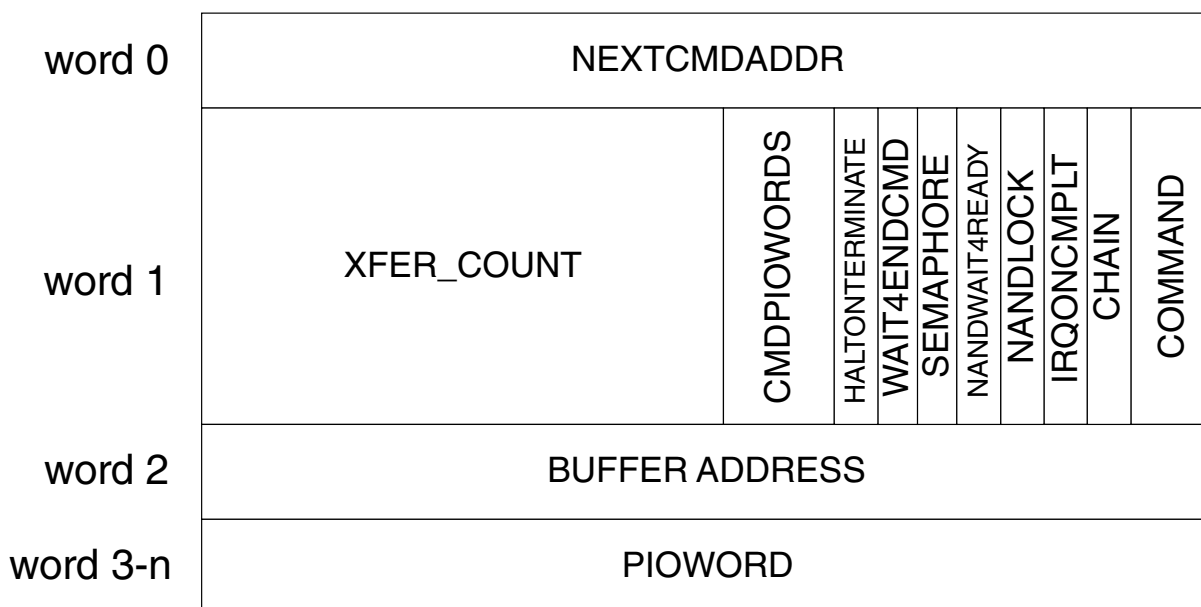 word 0
NEXTCMDADDR
word 1
XFER_COUNT
CMDPIOWORDS
HALTONTERMINATE
WAIT4ENDCMD
SEMAPHORE
NANDWAIT4READY
NANDLOCK
IRQONCMPLT
CHAIN
COMMAND
word 2
BUFFER ADDRESS
word 3-n
PIOWORD